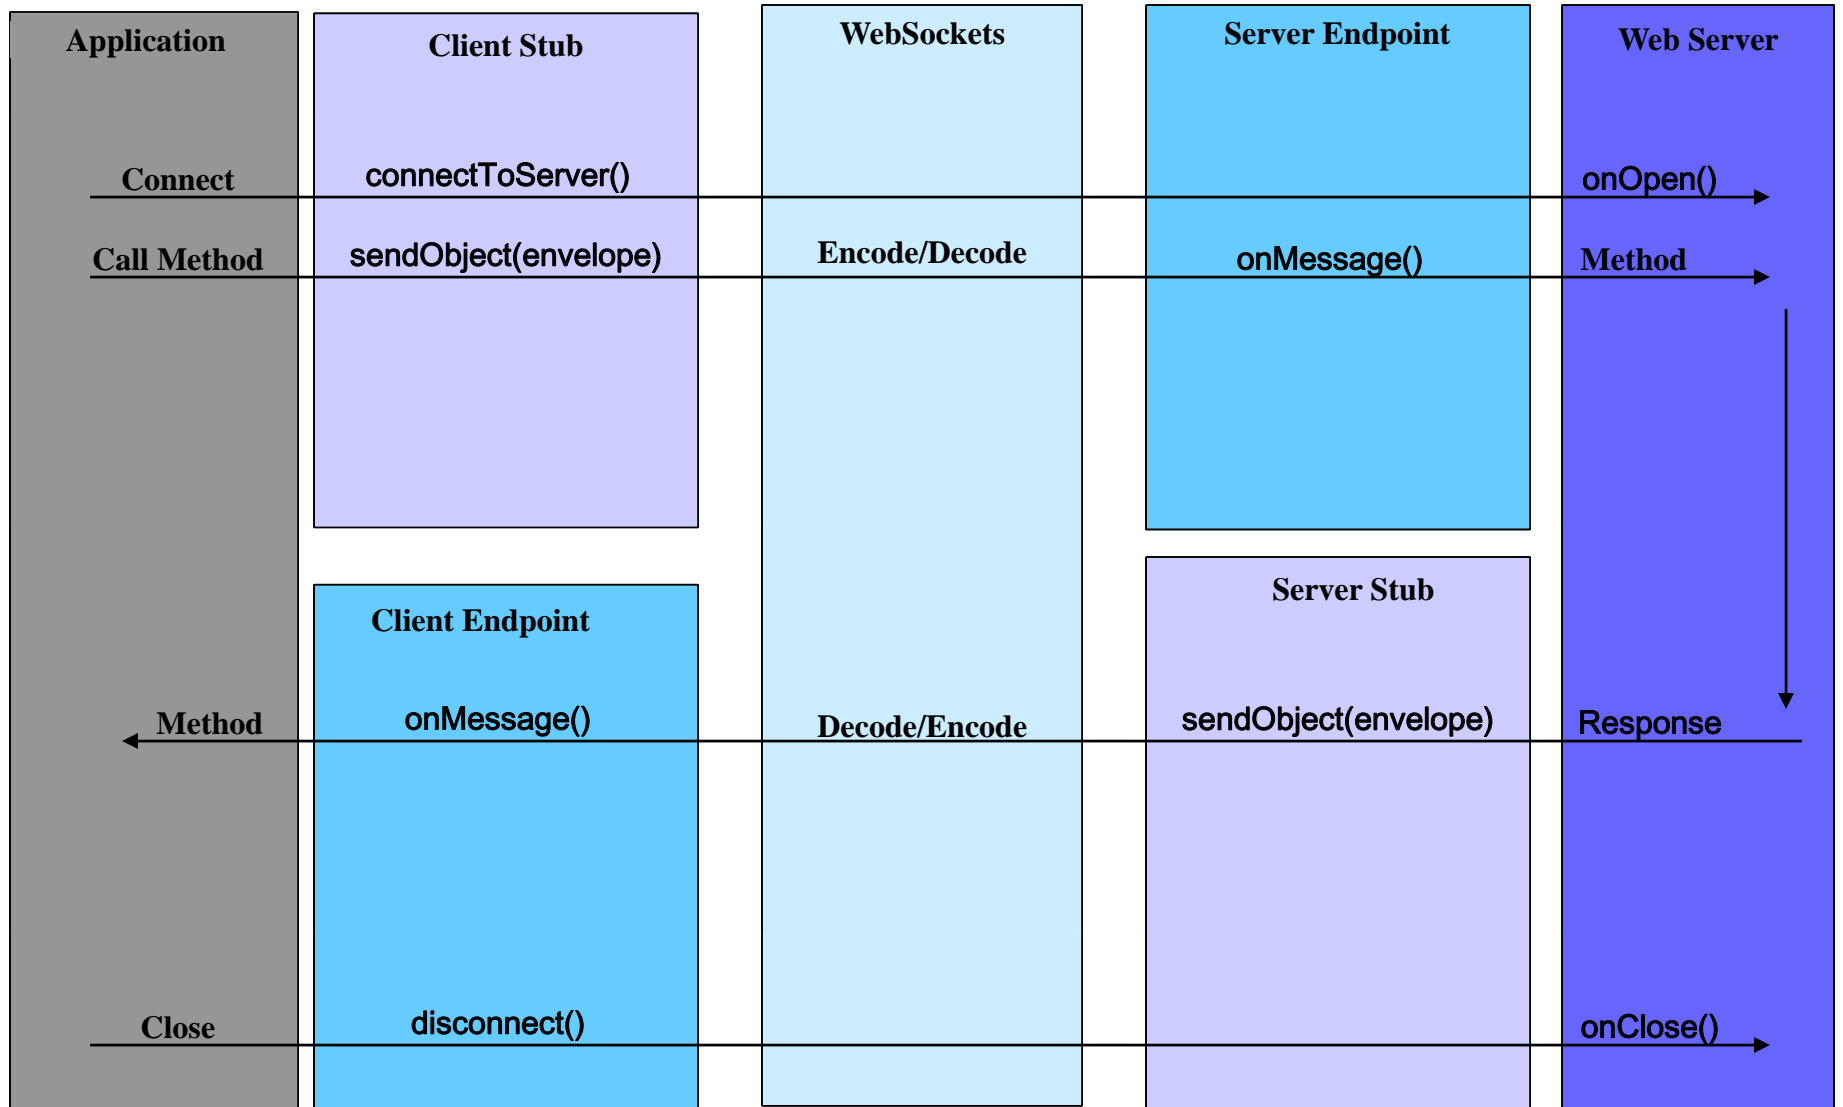 Application
Client Stub
WebSockets
Server Endpoint
Web Server
Connect
connectToServer()
onOpen()
Call Method
sendObject(envelope)
Encode/Decode
onMessage()
Method
Client Endpoint
Server Stub
Method
onMessage()
Decode/Encode
sendObject(envelope)
Response
Close
disconnect()
onClose()